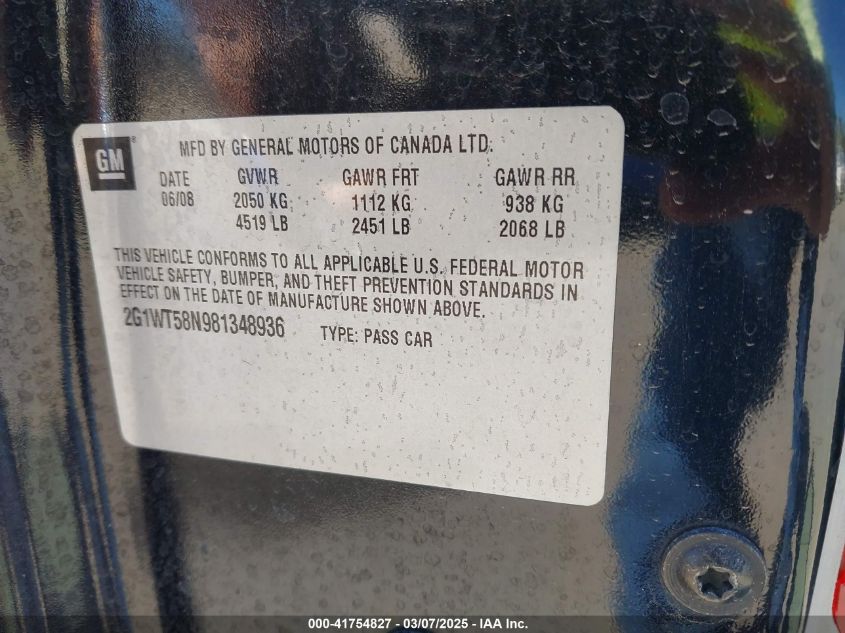 GM
MFD BY GENERAL MOTORS OF CANADA LTD.
DATE GVWR GAWR FRT GAWR RR
06/08 2050 KG 1112 KG 938 KG
4519 LB 2451 LB 2068 LB
THIS VEHICLE CONFORMS TO ALL APPLICABLE U.S. FEDERAL MOTOR
VEHICLE SAFETY, BUMPER, AND THEFT PREVENTION STANDARDS IN
EFFECT ON THE DATE OF MANUFACTURE SHOWN ABOVE.
2G1WT58N981348936 TYPE: PASS CAR
000-41754827 - 03/07/2025 - IAA Inc.